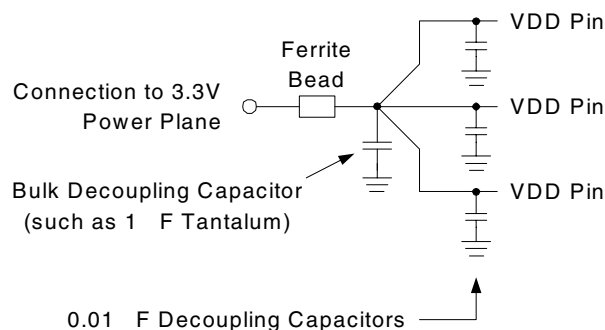 VDD Pin
Ferrite
Bead
Connection to 3.3V
Power Plane
VDD Pin
Bulk Decoupling Capacitor
(such as 1 F Tantalum)
VDD Pin
0.01 F Decoupling Capacitors